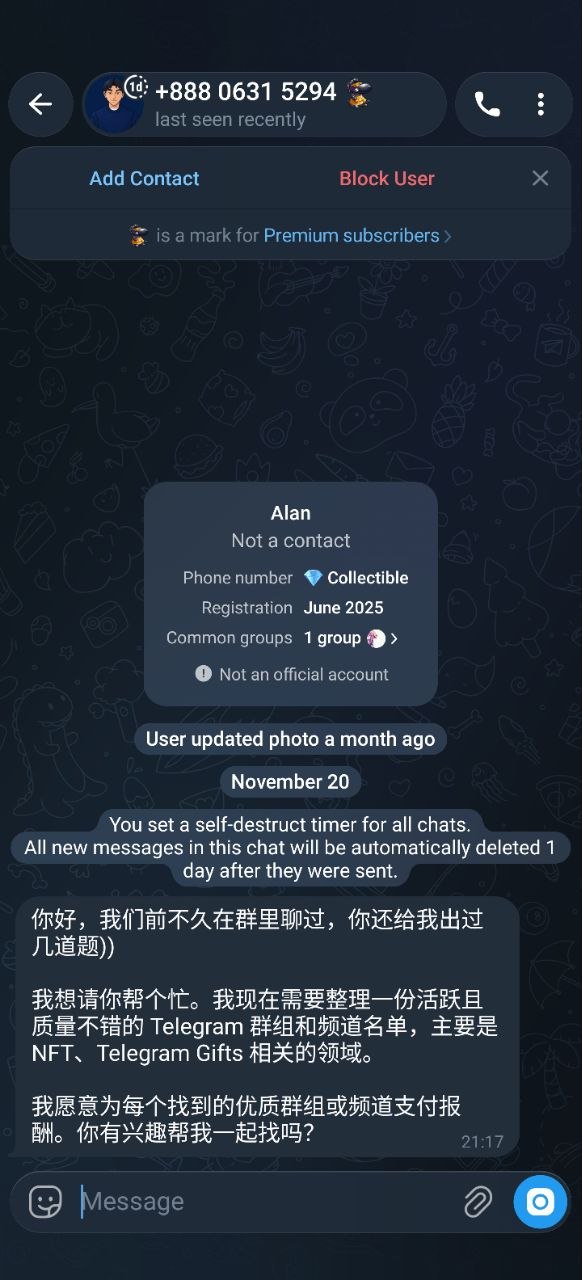 1d
+888 0631 5294
last seen recently
Add Contact
Block User
is a mark for Premium subscribers
Alan
Not a contact
Phone number Collectible
Registration June 2025
Common groups 1 group
Not an official account
User updated photo a month ago
November 20
You set a self-destruct timer for all chats.
All new messages in this chat will be automatically deleted 1
day after they were sent.
你好，我们前不久在群里聊过，你还给我出过
几道题))
我想请你帮个忙。我现在需要整理一份活跃且
质量不错的 Telegram 群组和频道名单，主要是
NFT、Telegram Gifts 相关的领域。
我愿意为每个找到的优质群组或频道支付报
酬。你有兴趣帮我一起找吗？
21:17
Message